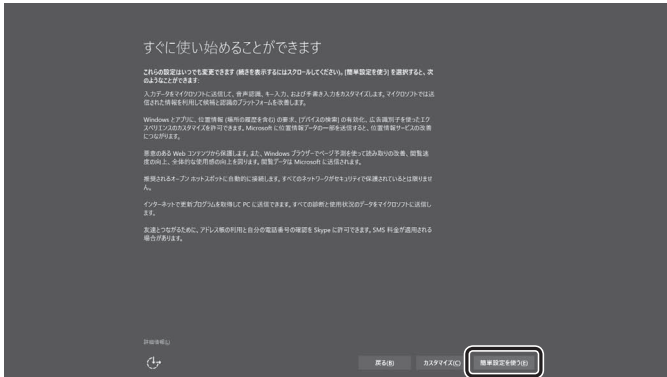 すぐに使い始めることができます
これらの設定はいつでも変更できます (続きを表示するにはスクロールしてください)。[簡単設定を使う] を選択すると、次
のようなことができます:
入力データをマイクロソフトに送信して、音声認識、キー入力、および手書き入力をカスタマイズします。マイクロソフトでは送
信された情報を利用して候補と認識のプラットフォームを改善します。
Windows とアプリに、位置情報 (場所の履歴を含む) の要求、[デバイスの検索] の有効化、広告識別子を使ったエク
スペリエンスのカスタマイズを許可できます。Microsoft に位置情報データの一部を送信すると、位置情報サービスの改善
につながります。
悪意のある Web コンテンツから保護します。また、Windows ブラウザーでページ予測を使って読み取りの改善、閲覧速
度の向上、全体的な使用感の向上を図ります。閲覧データは Microsoft に送信されます。
推奨されるオープン ホットスポットに自動的に接続します。すべてのネットワークがセキュリティで保護されているとは限りませ
ん。
インターネットで更新プログラムを取得して PC に送信できます。すべての診断と使用状況のデータをマイクロソフトに送信し
ます。
友達とつながるために、アドレス帳の利用と自分の電話番号の確認を Skype に許可できます。SMS 料金が適用される
場合があります。
詳細情報(L)
戻る(B) カスタマイズ(C) 簡単設定を使う(E)